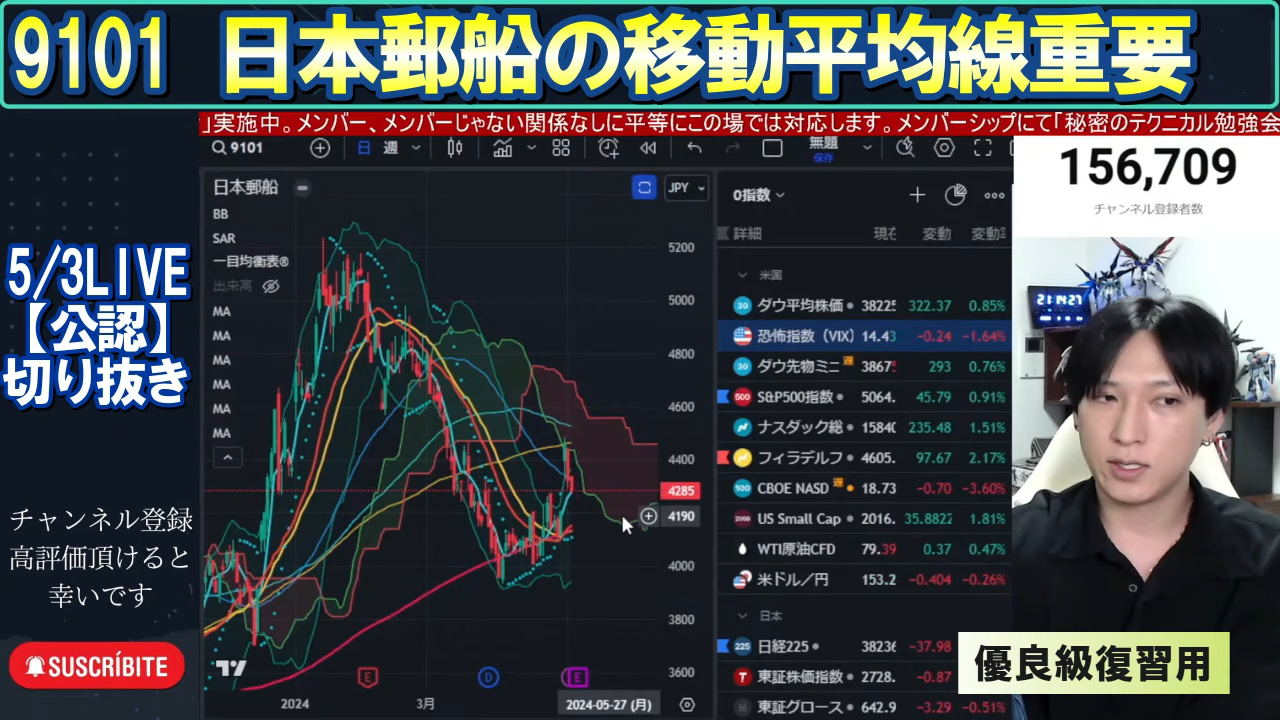 9101 日本郵船の移動平均線重要
」実施中。メンバー、メンバーじゃない関係なしに平等にこの場では対応します。メンバーシップにて「秘密のテクニカル勉強会
5/3LIVE
【公認】
切り抜き
チャンネル登録
高評価頂けると
幸いです
SUSCRÍBITE
9101
日 週
無題
保存
日本郵船
JPY
BB
SAR
一目均衡表
出来高
MA
MA
MA
MA
MA
MA
5200
5000
4800
4600
4400
4285
4190
4000
3800
3600
E
D
E
2024
3月
2024-05-27 (月)
0指数
詳細 現在 変動 変動率
米国
30 ダウ平均株価 38225 322.37 0.85%
恐怖指数（VIX） 14.43 −0.24 −1.64%
30 ダウ先物ミニ 遅 3867 293 0.76%
500 S&P500指数 5064. 45.79 0.91%
ナスダック総 15840 235.48 1.51%
フィラデルフ 4605. 97.67 2.17%
100 CBOE NASD 遅 18.73 −0.70 −3.60%
2000 US Small Cap 2016. 35.8822 1.81%
WTI原油CFD 79.39 0.37 0.47%
米ドル／円 153.2 −0.404 −0.26%
日本
225 日経225 38236 −37.98
東証株価指数 2728. −0.87
東証グロース 642.9 −3.29 −0.51%
156,709
チャンネル登録者数
21:14:27
優良級復習用